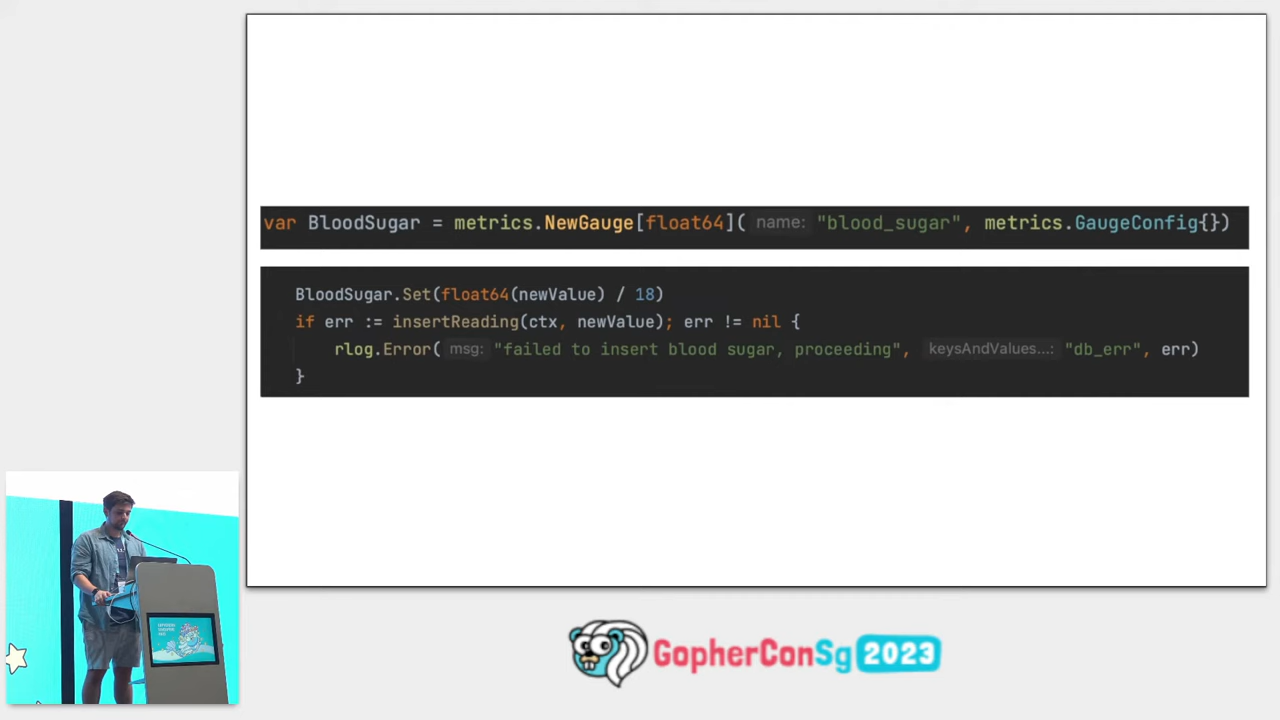 var BloodSugar = metrics.NewGauge[float64]( name: "blood_sugar", metrics.GaugeConfig{})
BloodSugar.Set(float64(newValue) / 18)
if err := insertReading(ctx, newValue); err != nil {
rlog.Error( msg: "failed to insert blood sugar, proceeding", keysAndValues...: "db_err", err)
}
GopherConSg 2023